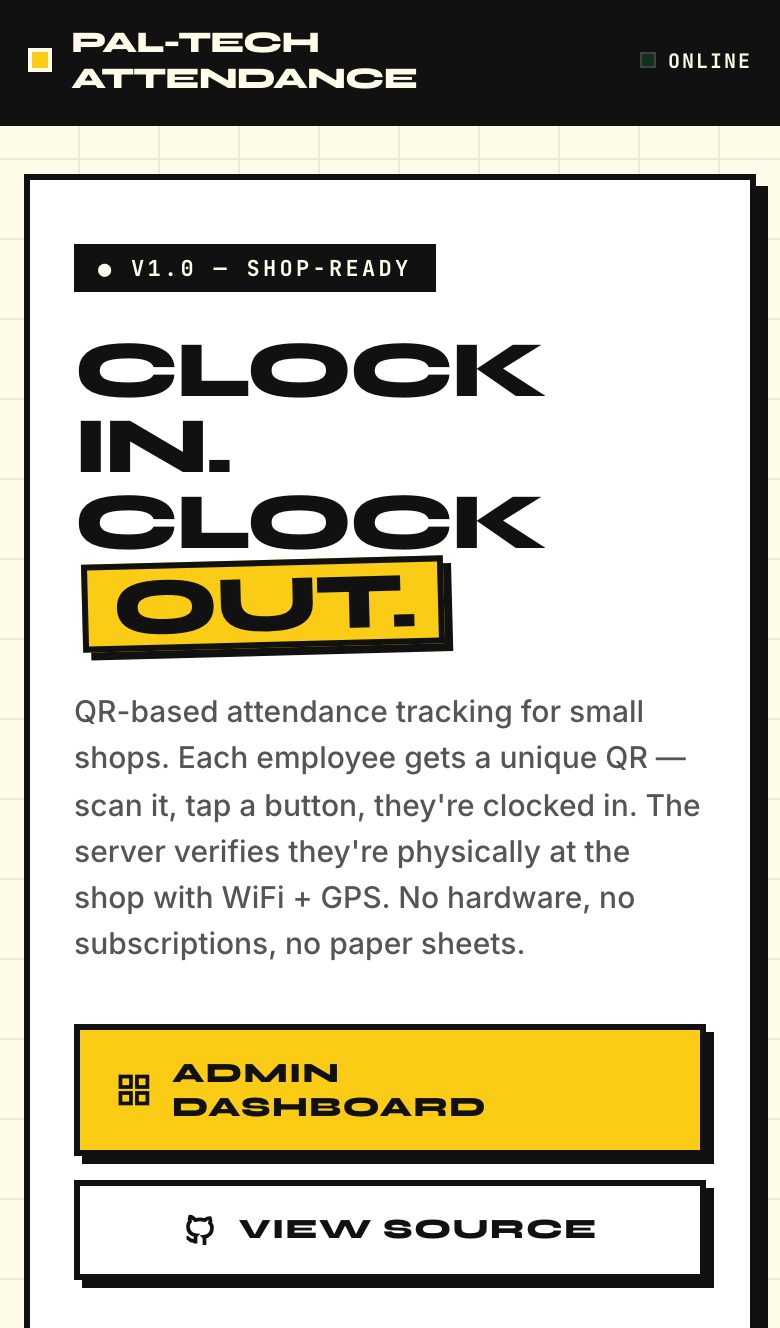 PAL-TECH
ATTENDANCE
ONLINE
● V1.0 — SHOP-READY
CLOCK
IN.
CLOCK
OUT.
QR-based attendance tracking for small
shops. Each employee gets a unique QR —
scan it, tap a button, they're clocked in. The
server verifies they're physically at the
shop with WiFi + GPS. No hardware, no
subscriptions, no paper sheets.
ADMIN
DASHBOARD
VIEW SOURCE